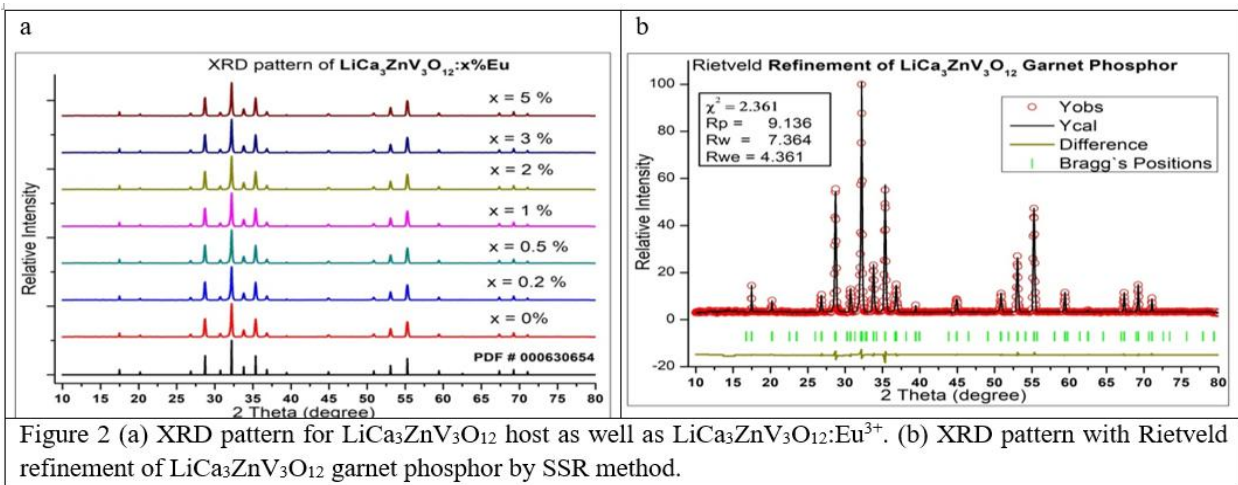 a
XRD pattern of LiCa₃ZnV₃O₁₂:x%Eu
x = 5 %
x = 3 %
x = 2 %
x = 1 %
x = 0.5 %
x = 0.2 %
x = 0%
PDF # 000630654
Relative Intensity
10 15 20 25 30 35 40 45 50 55 60 65 70 75 80
2 Theta (degree)
b
Rietveld Refinement of LiCa₃ZnV₃O₁₂ Garnet Phosphor
χ² = 2.361
Rp = 9.136
Rw = 7.364
Rwe = 4.361
Yobs
Ycal
Difference
Bragg`s Positions
Relative Intensity
100
80
60
40
20
0
-20
10 15 20 25 30 35 40 45 50 55 60 65 70 75 80
2 Theta (degree)
Figure 2 (a) XRD pattern for LiCa₃ZnV₃O₁₂ host as well as LiCa₃ZnV₃O₁₂:Eu³⁺. (b) XRD pattern with Rietveld
refinement of LiCa₃ZnV₃O₁₂ garnet phosphor by SSR method.